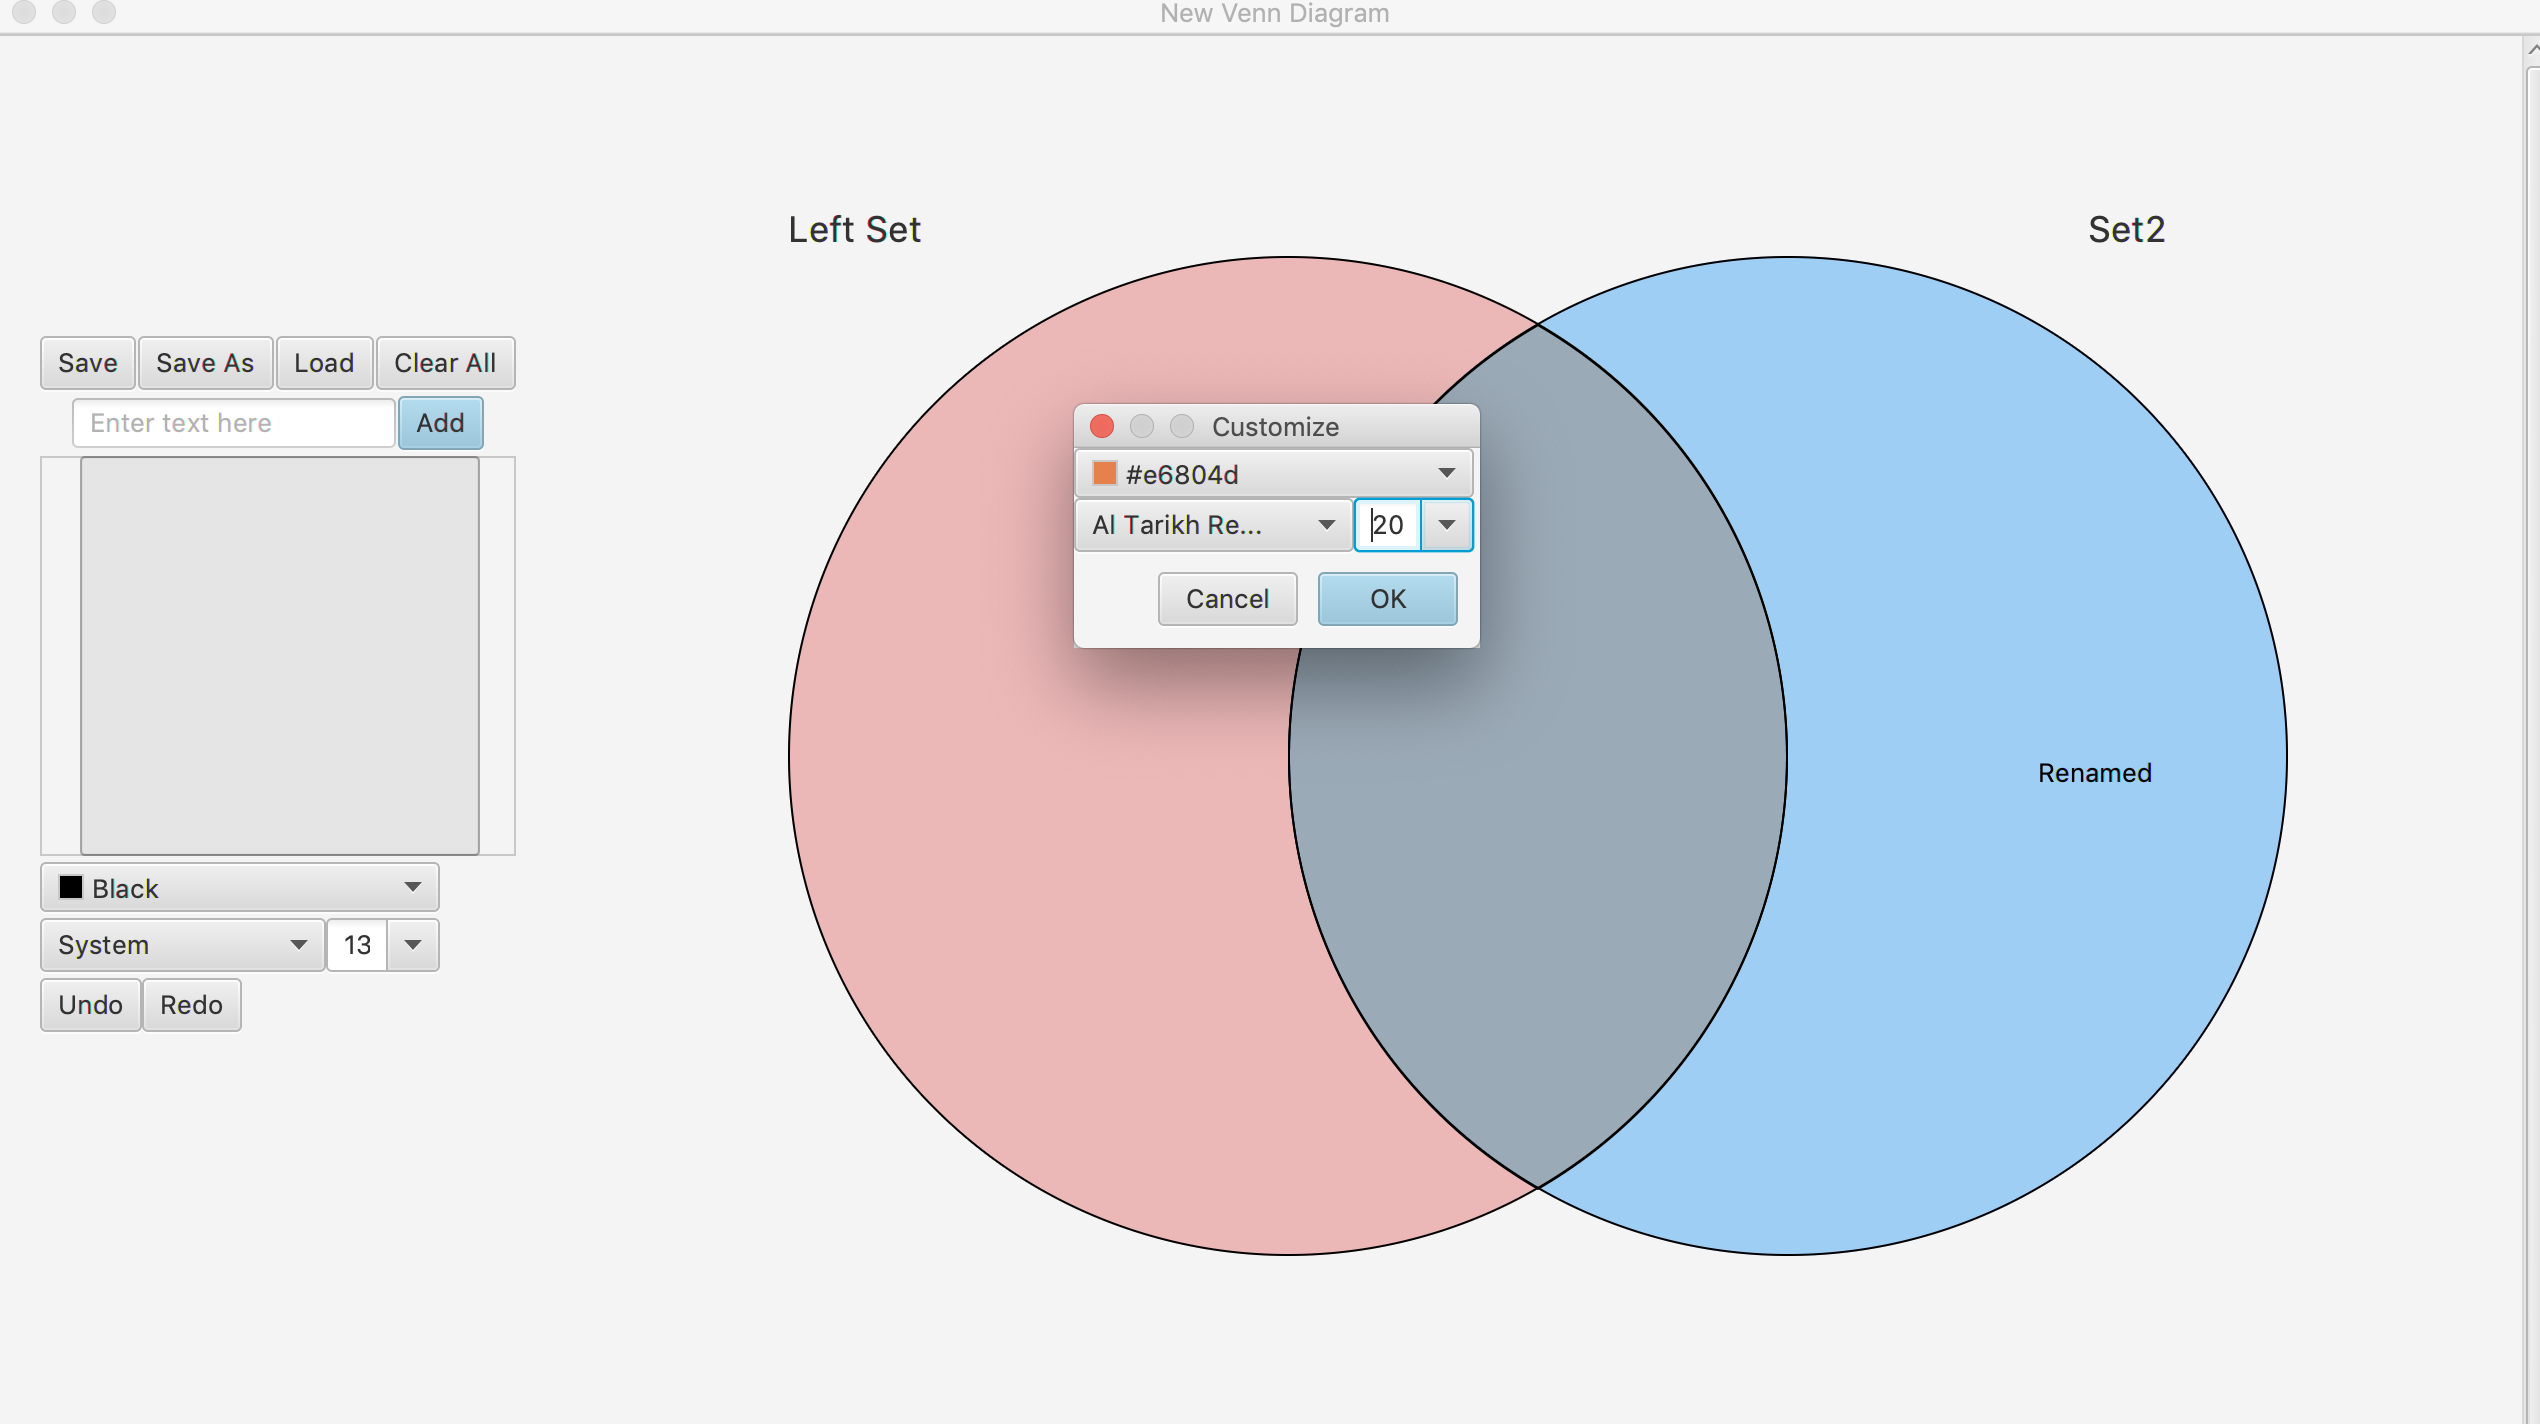 New Venn Diagram
Left Set
Set2
Save
Save As
Load
Clear All
Enter text here
Add
Customize
#e6804d
Al Tarikh Re...
20
Cancel
OK
Renamed
Black
System
13
Undo
Redo